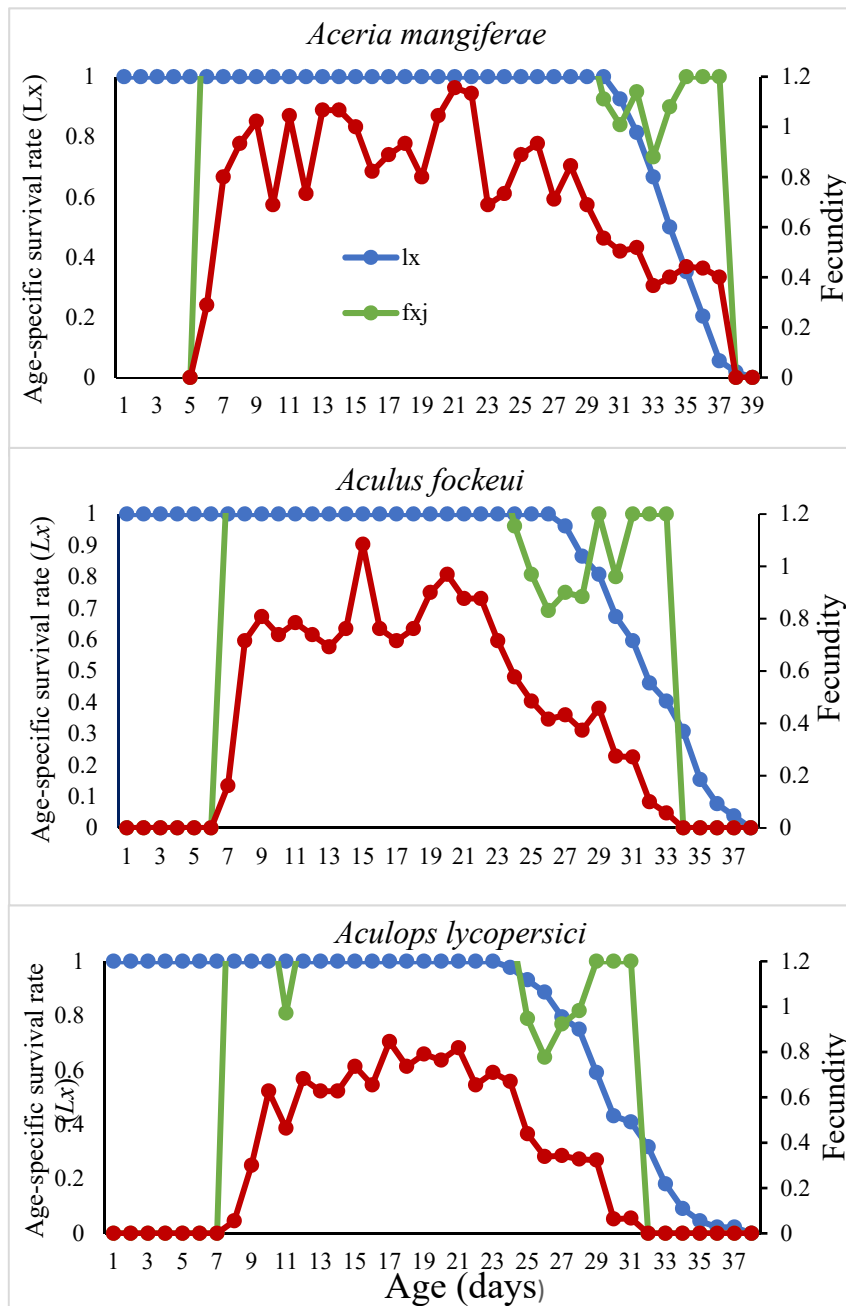 Aceria mangiferae
Age-specific survival rate (Lx)
1
0.8
0.6
0.4
0.2
0
1.2
1
0.8
0.6
0.4
0.2
0
Fecundity
lx
fxj
1 3 5 7 9 11 13 15 17 19 21 23 25 27 29 31 33 35 37 39
Aculus fockeui
Age-specific survival rate (Lx)
1
0.9
0.8
0.7
0.6
0.5
0.4
0.3
0.2
0.1
0
1.2
1
0.8
0.6
0.4
0.2
0
Fecundity
1 3 5 7 9 11 13 15 17 19 21 23 25 27 29 31 33 35 37
Aculops lycopersici
Age-specific survival rate
(Lx)
1
0.8
0.6
0.4
0.2
0
1.2
1
0.8
0.6
0.4
0.2
0
Fecundity
1 3 5 7 9 11 13 15 17 19 21 23 25 27 29 31 33 35 37
Age (days)